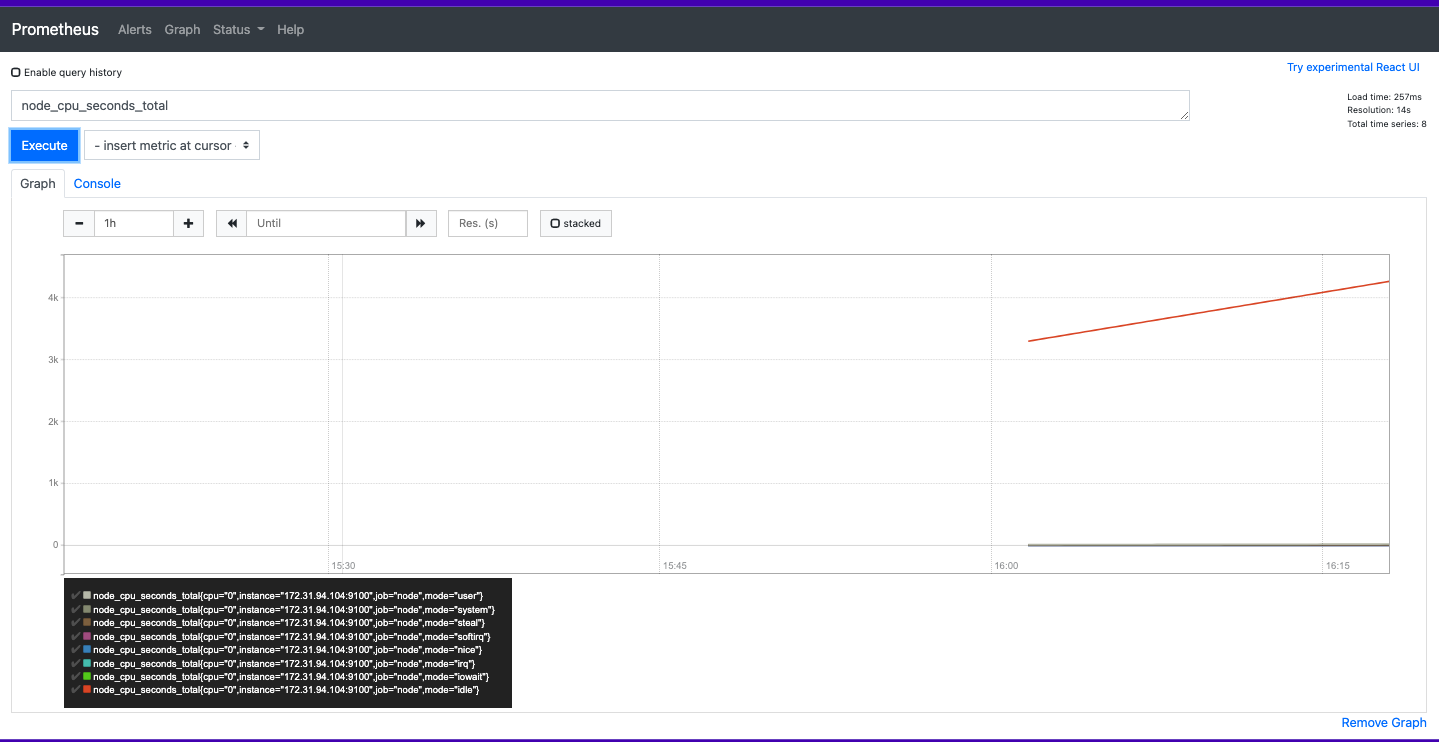 Prometheus Alerts Graph Status Help
Enable query history
Try experimental React UI
node_cpu_seconds_total
Load time: 257ms
Resolution: 14s
Total time series: 8
Execute - insert metric at cursor
Graph Console
1h Until Res. (s) stacked
4k
3k
2k
1k
0
15:30 15:45 16:00 16:15
node_cpu_seconds_total{cpu="0",instance="172.31.94.104:9100",job="node",mode="user"}
node_cpu_seconds_total{cpu="0",instance="172.31.94.104:9100",job="node",mode="system"}
node_cpu_seconds_total{cpu="0",instance="172.31.94.104:9100",job="node",mode="steal"}
node_cpu_seconds_total{cpu="0",instance="172.31.94.104:9100",job="node",mode="softirq"}
node_cpu_seconds_total{cpu="0",instance="172.31.94.104:9100",job="node",mode="nice"}
node_cpu_seconds_total{cpu="0",instance="172.31.94.104:9100",job="node",mode="irq"}
node_cpu_seconds_total{cpu="0",instance="172.31.94.104:9100",job="node",mode="iowait"}
node_cpu_seconds_total{cpu="0",instance="172.31.94.104:9100",job="node",mode="idle"}
Remove Graph